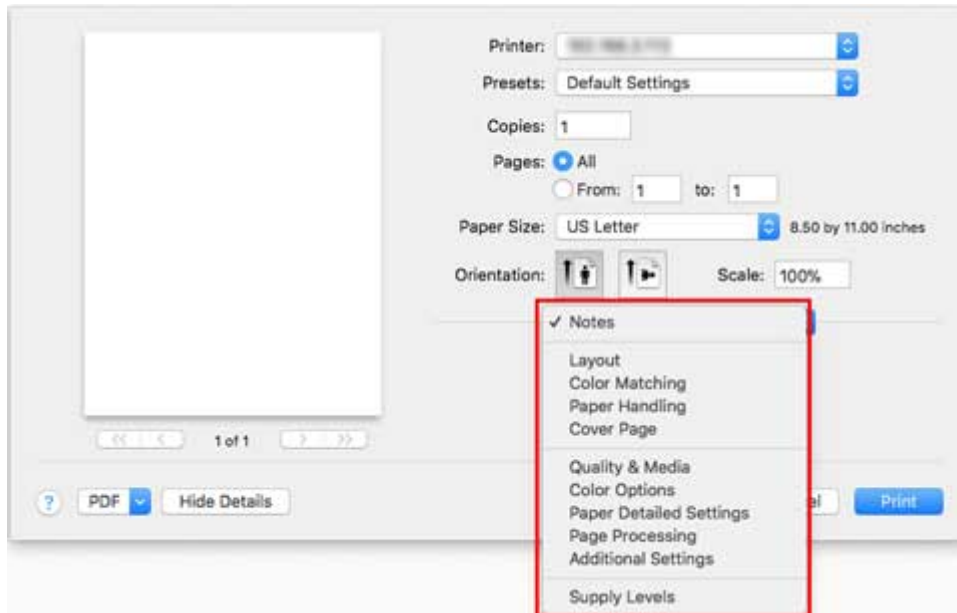 Printer:
Presets: Default Settings
Copies: 1
Pages: All
From: 1 to: 1
Paper Size: US Letter 8.50 by 11.00 inches
Orientation: Scale: 100%
✓ Notes
Layout
Color Matching
Paper Handling
Cover Page
1 of 1
Quality & Media
Color Options
? PDF Hide Details
Paper Detailed Settings
el Print
Page Processing
Additional Settings
Supply Levels